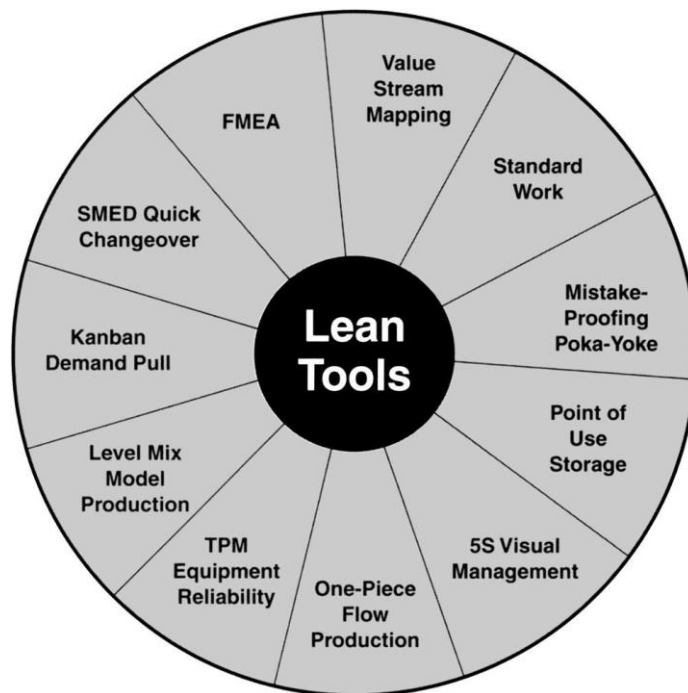 Lean
Tools
Value
Stream
Mapping
Standard
Work
Mistake-
Proofing
Poka-Yoke
Point of
Use
Storage
5S Visual
Management
One-Piece
Flow
Production
TPM
Equipment
Reliability
Level Mix
Model
Production
Kanban
Demand Pull
SMED Quick
Changeover
FMEA